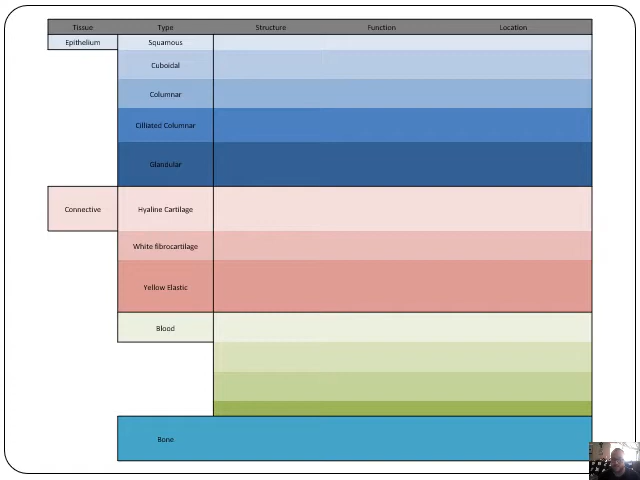 Tissue Type Structure Function Location
Epithelium Squamous
Cuboidal
Columnar
Cilliated Columnar
Glandular
Connective Hyaline Cartilage
White fibrocartilage
Yellow Elastic
Blood
Bone